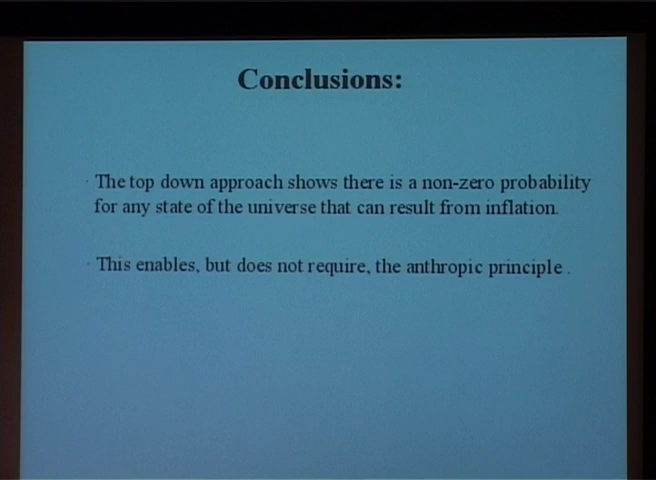 Conclusions:
· The top down approach shows there is a non-zero probability
for any state of the universe that can result from inflation.
· This enables, but does not require, the anthropic principle .